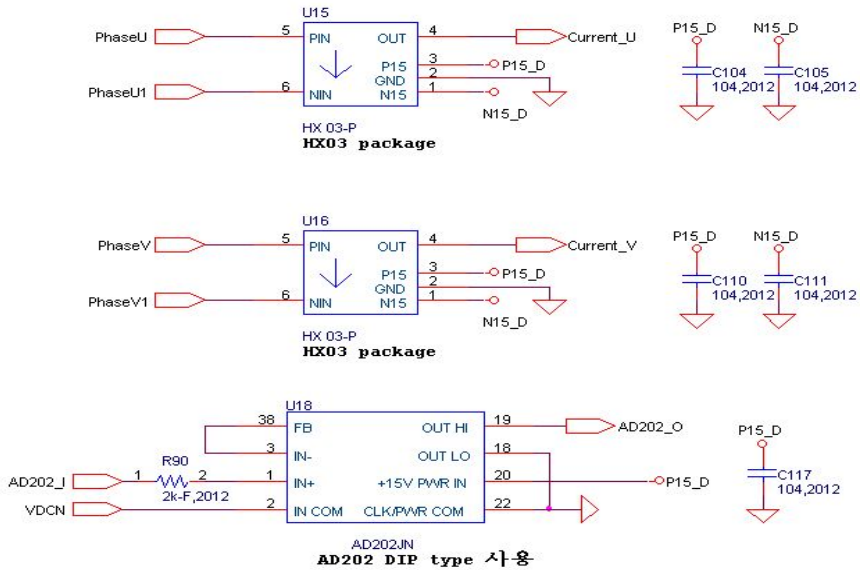 U15
PhaseU 5 PIN OUT 4 Current_U
P15 3 P15_D
GND 2
PhaseU1 6 NIN N15 1
N15_D
HX 03-P
HX03 package
P15_D N15_D
C104 C105
104,2012 104,2012
U16
PhaseV 5 PIN OUT 4 Current_V
P15 3 P15_D
GND 2
PhaseV1 6 NIN N15 1
N15_D
HX 03-P
HX03 package
P15_D N15_D
C110 C111
104,2012 104,2012
U18
38 FB OUT HI 19 AD202_O
3 IN- OUT LO 18
R90
AD202_I 1 2 1 IN+ +15V PWR IN 20 P15_D
2k-F,2012
VDCN 2 IN COM CLK/PWR COM 22
AD202JN
AD202 DIP type 사용
P15_D
C117
104,2012